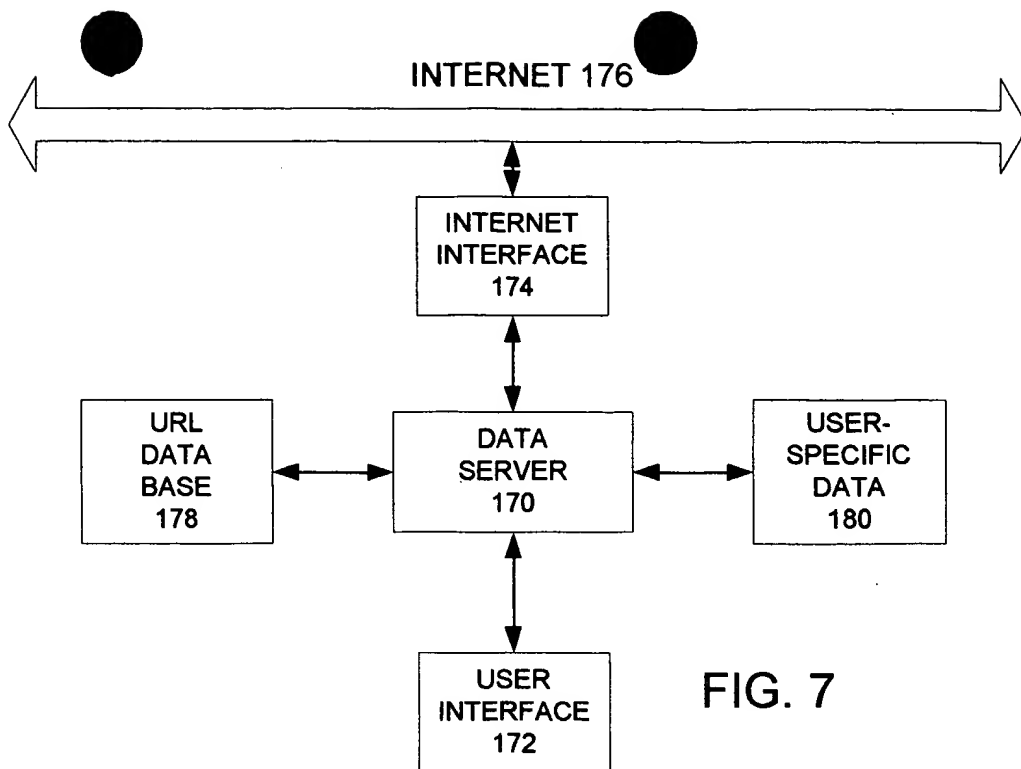 INTERNET 176
INTERNET
INTERFACE
174
URL
DATA
BASE
178
DATA
SERVER
170
USER-
SPECIFIC
DATA
180
USER
INTERFACE
172
FIG. 7